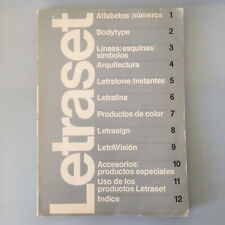 Letraset
Alfabetos/números 1
Bodytype 2
Líneas/esquinas/
símbolos 3
Arquitectura 4
Letratone/Instantex 5
Letraline 6
Productos de color 7
Letrasign 8
LetrAVisión 9
Accesorios/
productos especiales 10
Uso de los
productos Letraset 11
Indice 12